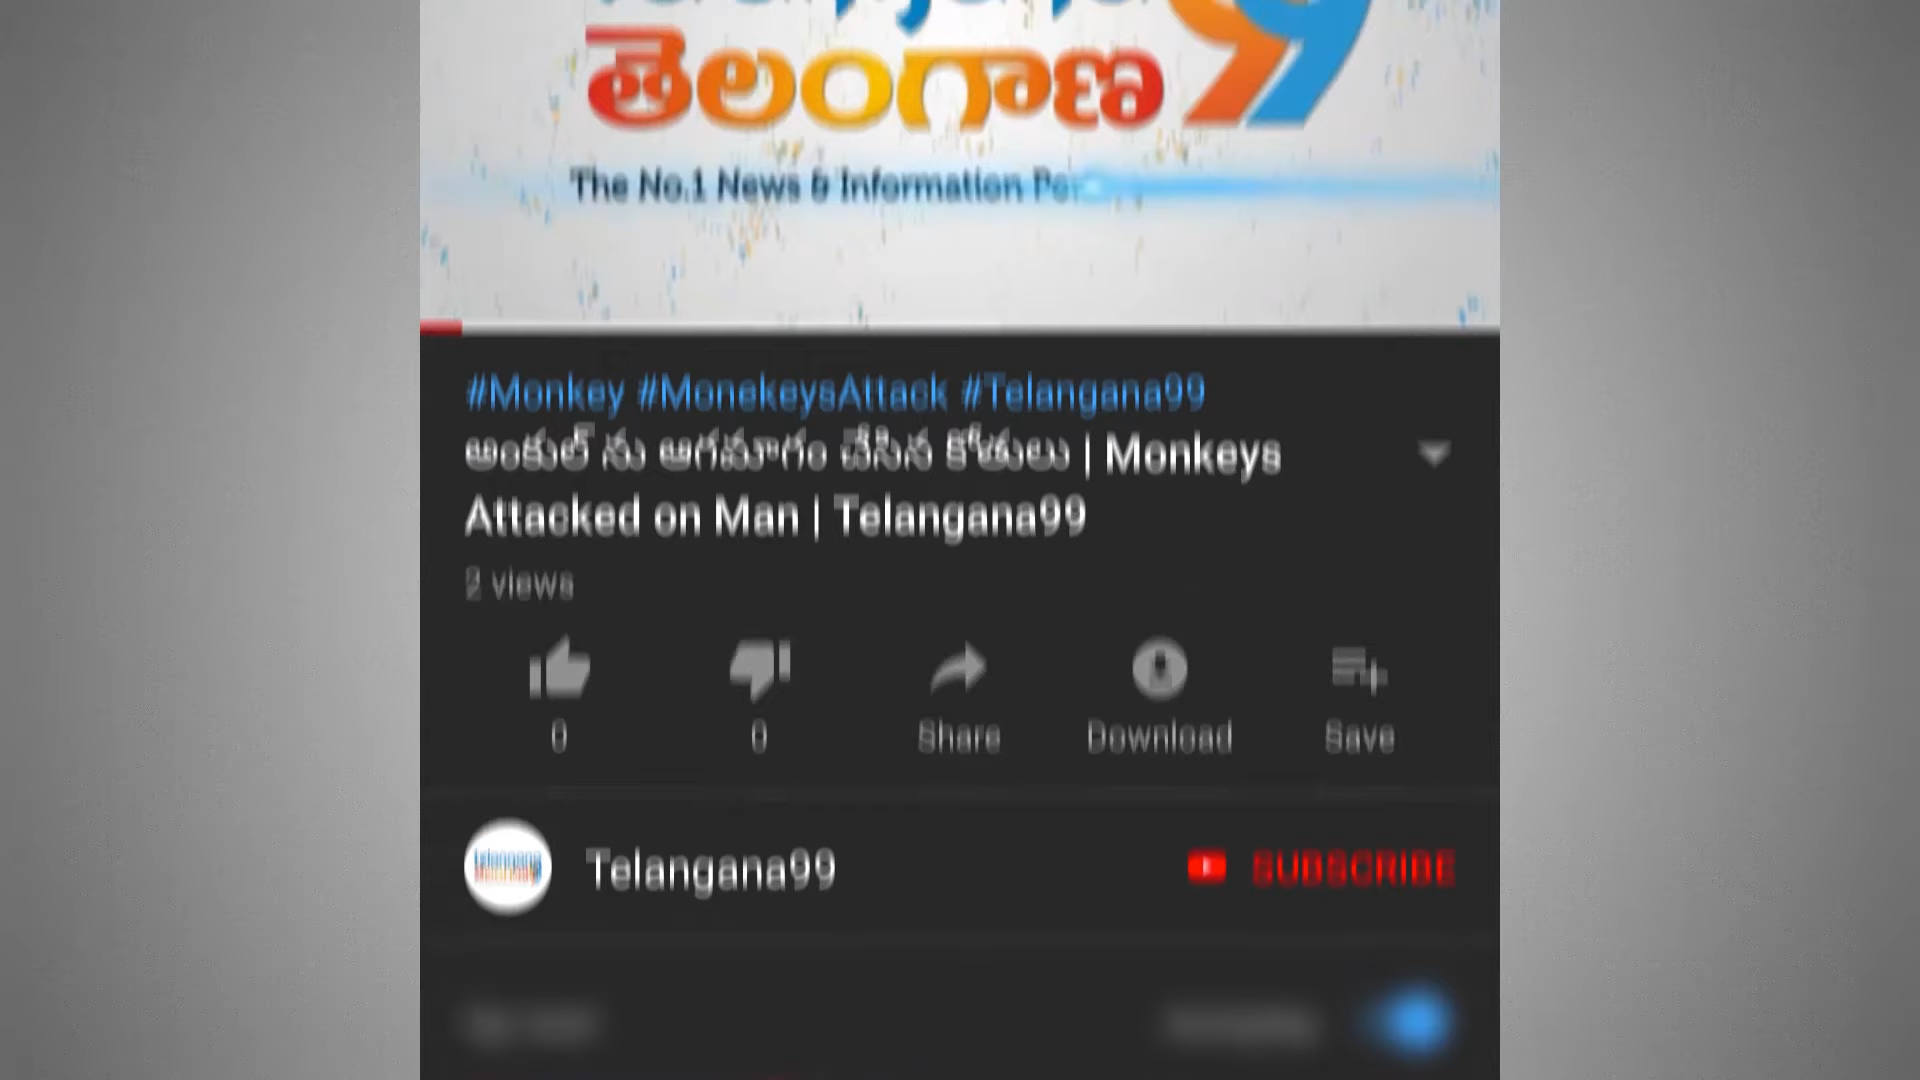 తెలంగాణ 99
The No.1 News & Information
#Monkey #MonekeysAttack #Telangana99
అంకుల్ ను ఆగమాగం చేసిన కోతులు | Monkeys
Attacked on Man | Telangana99
2 views
0 0 Share Download Save
Telangana99 SUBSCRIBE